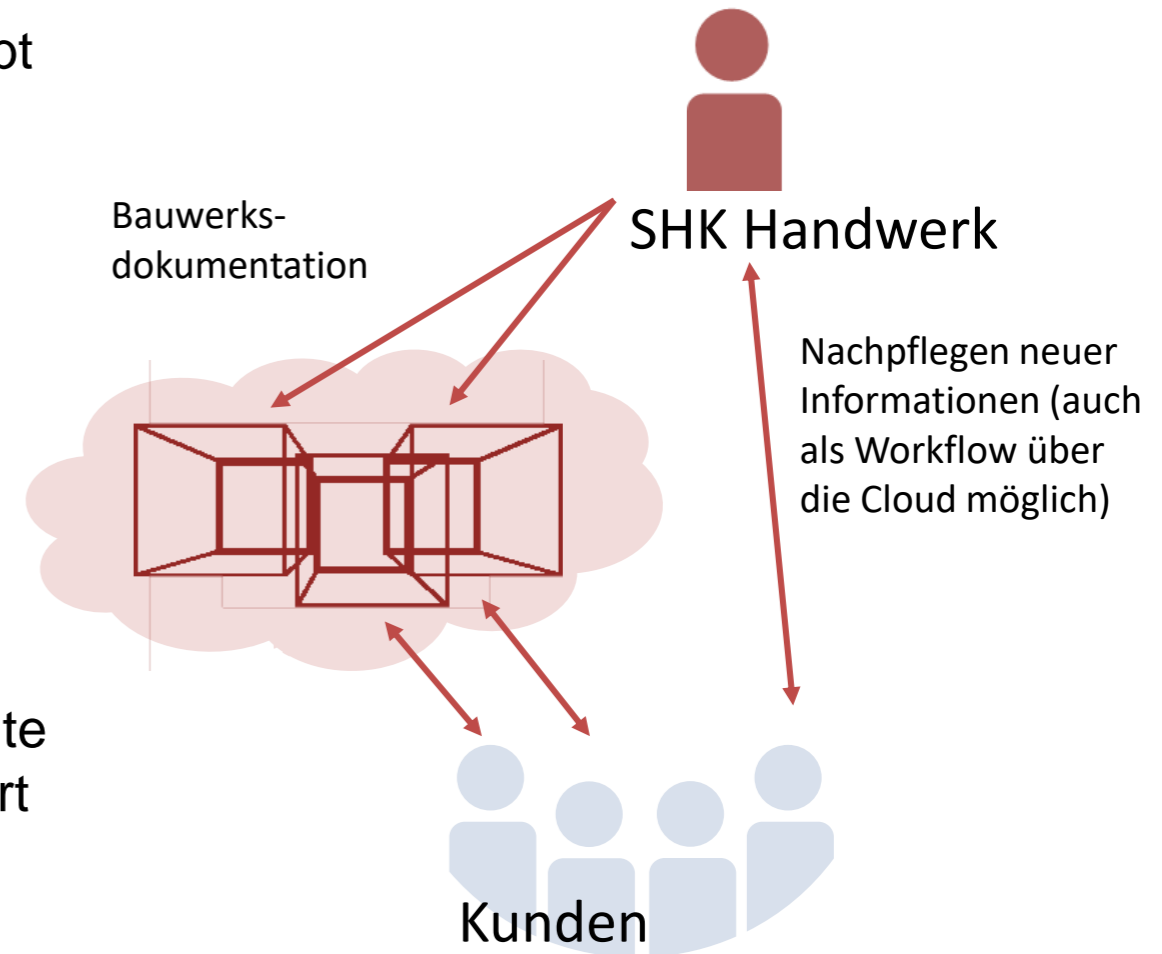 Bauwerks-
dokumentation
SHK Handwerk
Nachpflegen neuer
Informationen (auch
als Workflow über
die Cloud möglich)
Kunden